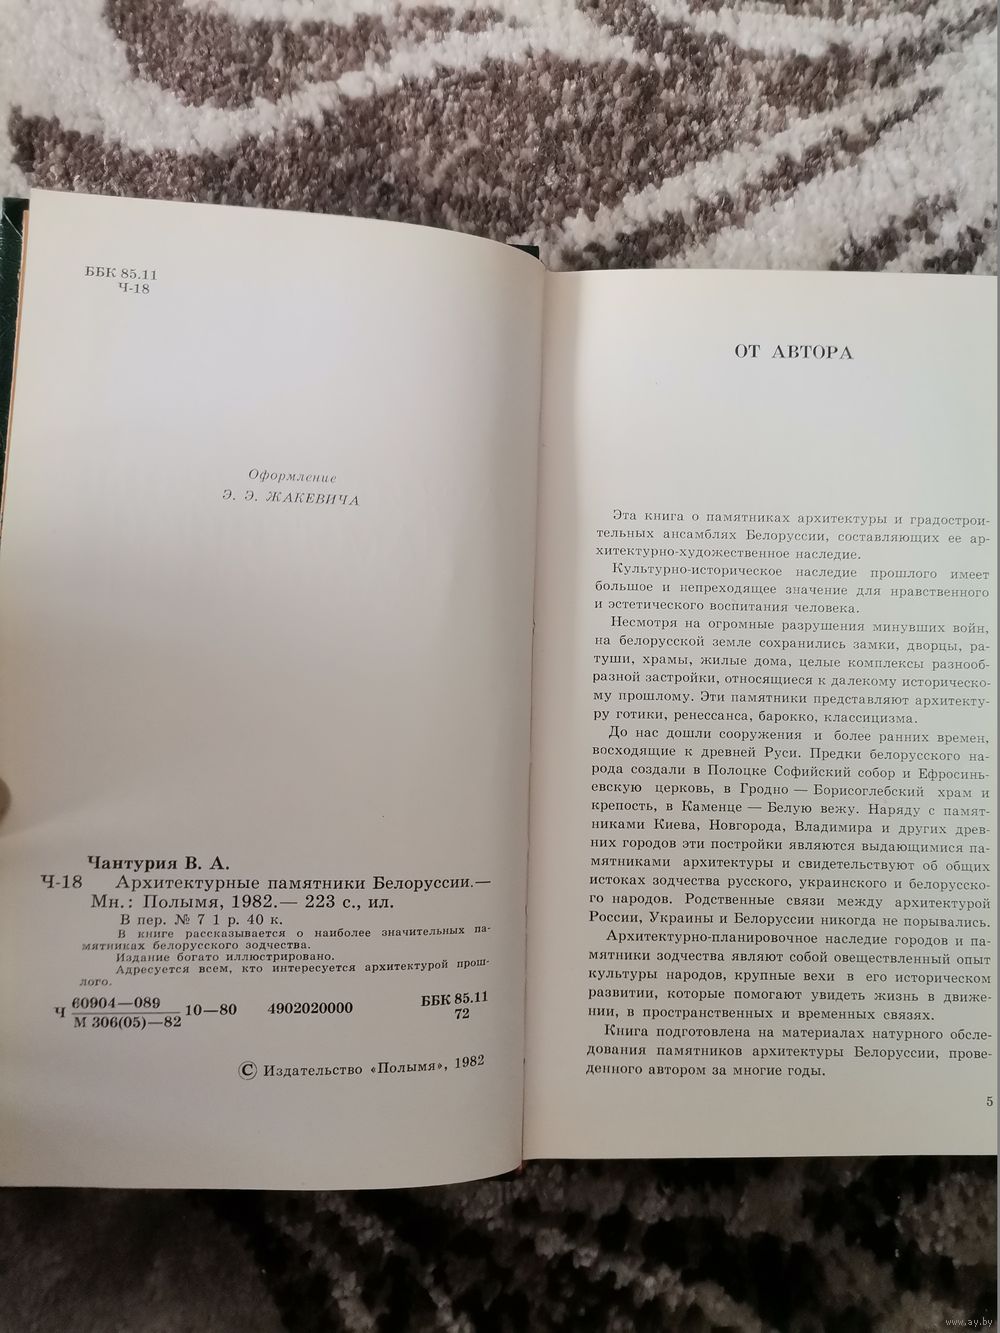 ББК 85.11
Ч-18
Оформление
Э. Э. ЖАКЕВИЧА
Чантурия В. А.
Ч-18 Архитектурные памятники Белоруссии.—
Мн.: Полымя, 1982.— 223 с., ил.
В пер. № 7 1 р. 40 к.
В книге рассказывается о наиболее значительных па-
мятниках белорусского зодчества.
Издание богато иллюстрировано.
Адресуется всем, кто интересуется архитектурой прош-
лого.
Ч 60904—089 10—80 4902020000 ББК 85.11
М 306(05)—82 72
© Издательство «Полымя», 1982
ОТ АВТОРА
Эта книга о памятниках архитектуры и градострои-
тельных ансамблях Белоруссии, составляющих ее ар-
хитектурно-художественное наследие.
Культурно-историческое наследие прошлого имеет
большое и непреходящее значение для нравственного
и эстетического воспитания человека.
Несмотря на огромные разрушения минувших войн,
на белорусской земле сохранились замки, дворцы, ра-
туши, храмы, жилые дома, целые комплексы разнооб-
разной застройки, относящиеся к далекому историческо-
му прошлому. Эти памятники представляют архитекту-
ру готики, ренессанса, барокко, классицизма.
До нас дошли сооружения и более ранних времен,
восходящие к древней Руси. Предки белорусского на-
рода создали в Полоцке Софийский собор и Ефросинь-
евскую церковь, в Гродно — Борисоглебский храм и
крепость, в Каменце — Белую вежу. Наряду с памят-
никами Киева, Новгорода, Владимира и других древ-
них городов эти постройки являются выдающимися па-
мятниками архитектуры и свидетельствуют об общих
истоках зодчества русского, украинского и белорусско-
го народов. Родственные связи между архитектурой
России, Украины и Белоруссии никогда не порывались.
Архитектурно-планировочное наследие городов и па-
мятники зодчества являют собой овеществленный опыт
культуры народов, крупные вехи в его историческом
развитии, которые помогают увидеть жизнь в движе-
нии, в пространственных и временных связях.
Книга подготовлена на материалах натурного обсле-
дования памятников архитектуры Белоруссии, прове-
денного автором за многие годы.
5
www.ay.by